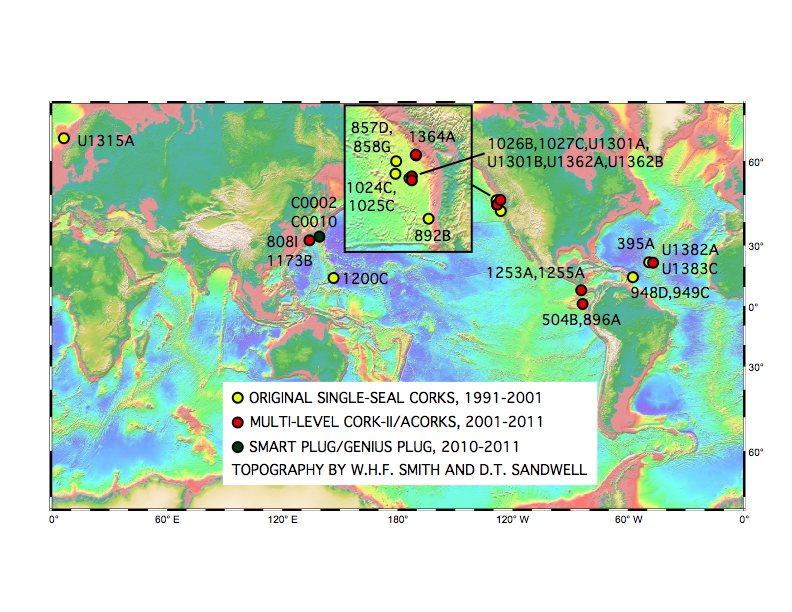 U1315A
857D,
858G
1364A
1026B,1027C,U1301A,
U1301B,U1362A,U1362B
1024C,
1025C
892B
C0002
C0010
808I
1173B
1200C
395A
U1382A
U1383C
1253A,1255A
948D,949C
504B,896A
60°
30°
0°
30°
60°
ORIGINAL SINGLE-SEAL CORKS, 1991-2001
MULTI-LEVEL CORK-II/ACORKS, 2001-2011
SMART PLUG/GENIUS PLUG, 2010-2011
TOPOGRAPHY BY W.H.F. SMITH AND D.T. SANDWELL
0° 60° E 120° E 180° 120° W 60° W 0°